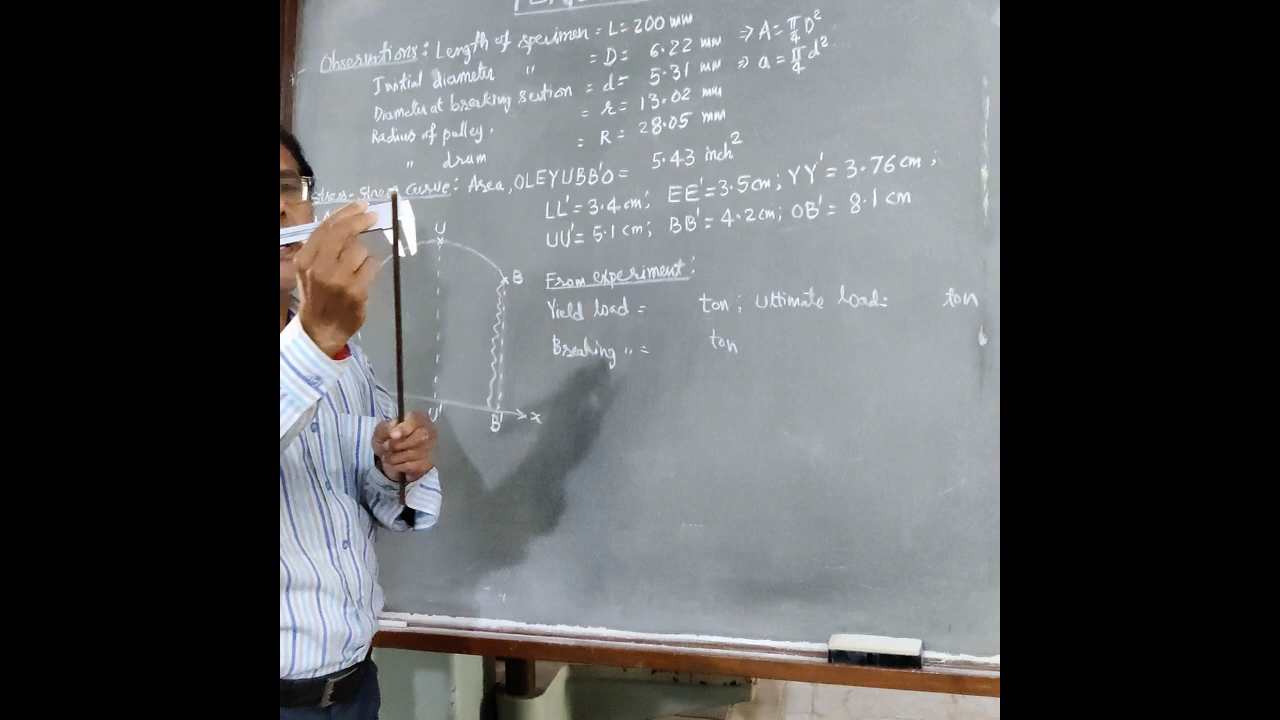 Observations: Length of specimen = L= 200 mm
Initial diameter " = D= 6.22 mm ⇒ A= π/4 D²
Diameter at breaking section = d= 5.31 mm ⇒ a= π/4 d²
Radius of pulley. = r= 13.02 mm
" drum = R= 28.05 mm
Stress-Strain Curve: Area, OLEYUBB'O= 5.43 inch²
LL'= 3.4 cm; EE'= 3.5 cm; YY'= 3.76 cm;
UU'= 5.1 cm; BB'= 4.2 cm; OB'= 8.1 cm
U
B
From experiment:
Yield load = ton; Ultimate load= ton
Breaking " = ton
U'
B'
x